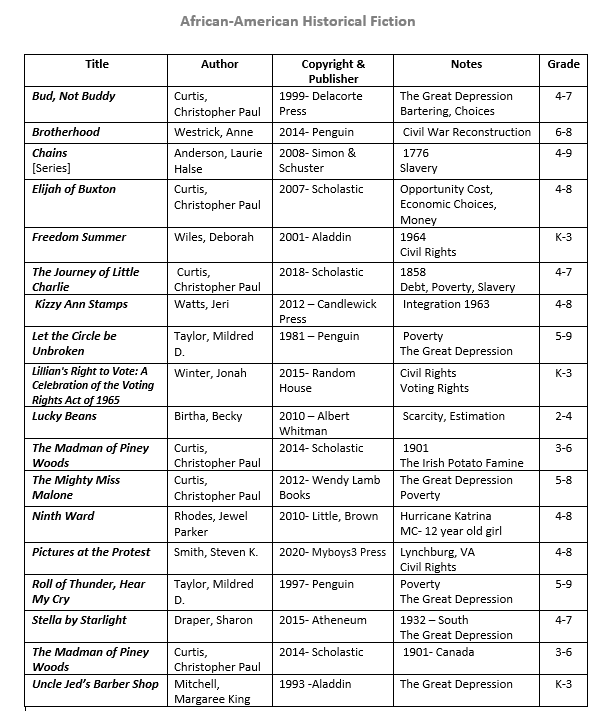 African-American Historical Fiction
Title Author Copyright & Publisher Notes Grade
Bud, Not Buddy Curtis, Christopher Paul 1999- Delacorte Press The Great Depression Bartering, Choices 4-7
Brotherhood Westrick, Anne 2014- Penguin Civil War Reconstruction 6-8
Chains [Series] Anderson, Laurie Halse 2008- Simon & Schuster 1776 Slavery 4-9
Elijah of Buxton Curtis, Christopher Paul 2007- Scholastic Opportunity Cost, Economic Choices, Money 4-8
Freedom Summer Wiles, Deborah 2001- Aladdin 1964 Civil Rights K-3
The Journey of Little Charlie Curtis, Christopher Paul 2018- Scholastic 1858 Debt, Poverty, Slavery 4-7
Kizzy Ann Stamps Watts, Jeri 2012 – Candlewick Press Integration 1963 4-8
Let the Circle be Unbroken Taylor, Mildred D. 1981 – Penguin Poverty The Great Depression 5-9
Lillian's Right to Vote: A Celebration of the Voting Rights Act of 1965 Winter, Jonah 2015- Random House Civil Rights Voting Rights K-3
Lucky Beans Birtha, Becky 2010 – Albert Whitman Scarcity, Estimation 2-4
The Madman of Piney Woods Curtis, Christopher Paul 2014- Scholastic 1901 The Irish Potato Famine 3-6
The Mighty Miss Malone Curtis, Christopher Paul 2012- Wendy Lamb Books The Great Depression Poverty 5-8
Ninth Ward Rhodes, Jewel Parker 2010- Little, Brown Hurricane Katrina MC- 12 year old girl 4-8
Pictures at the Protest Smith, Steven K. 2020- Myboys3 Press Lynchburg, VA Civil Rights 4-8
Roll of Thunder, Hear My Cry Taylor, Mildred D. 1997- Penguin Poverty The Great Depression 5-9
Stella by Starlight Draper, Sharon 2015- Atheneum 1932 – South The Great Depression 4-7
The Madman of Piney Woods Curtis, Christopher Paul 2014- Scholastic 1901- Canada 3-6
Uncle Jed's Barber Shop Mitchell, Margaree King 1993 -Aladdin The Great Depression K-3